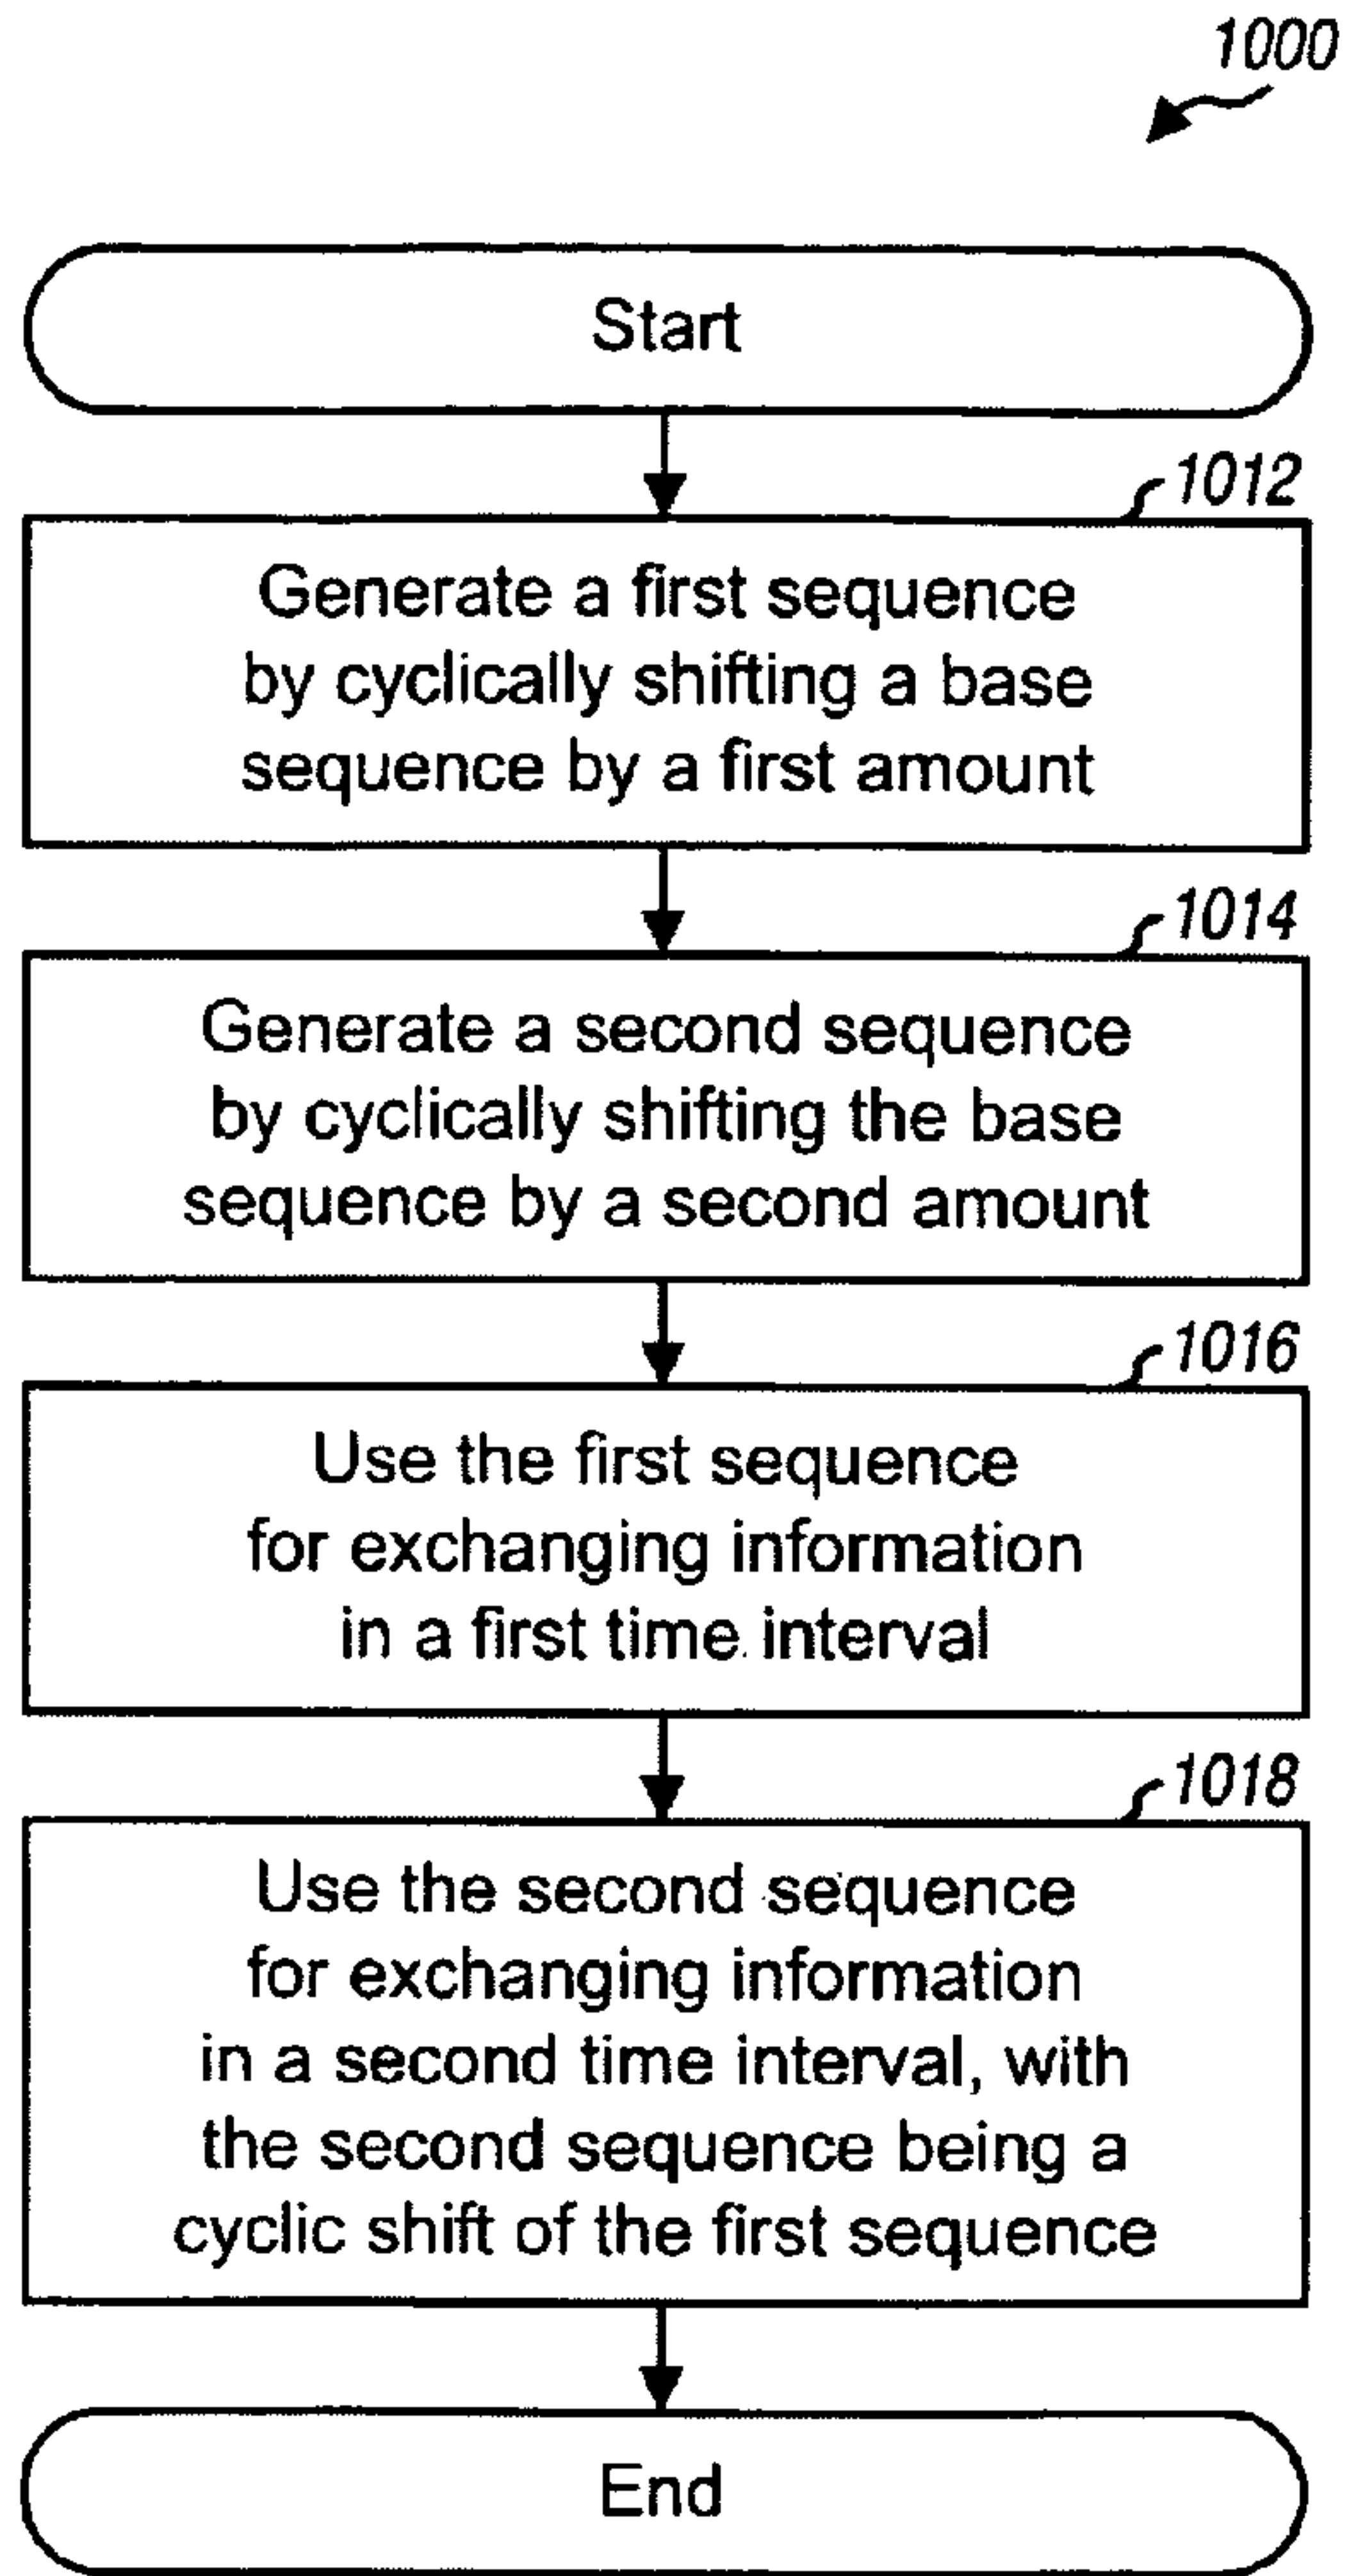 1000
Start
1012
Generate a first sequence
by cyclically shifting a base
sequence by a first amount
1014
Generate a second sequence
by cyclically shifting the base
sequence by a second amount
1016
Use the first sequence
for exchanging information
in a first time interval
1018
Use the second sequence
for exchanging information
in a second time interval, with
the second sequence being a
cyclic shift of the first sequence
End